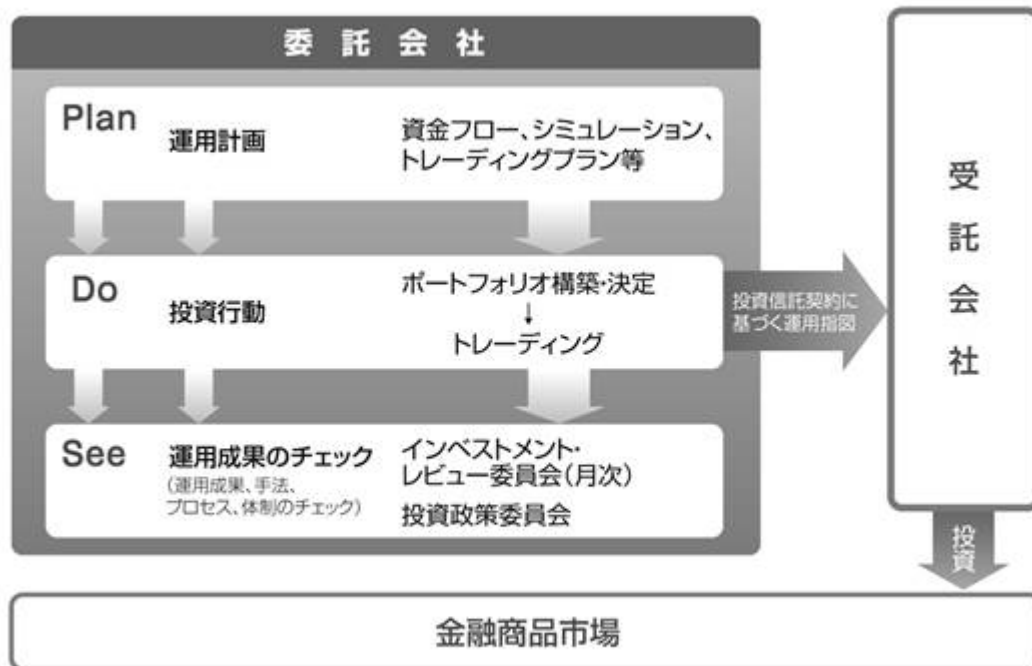 委託会社
Plan
運用計画
資金フロー、シミュレーション、
トレーディングプラン等
Do
投資行動
ポートフォリオ構築・決定
↓
トレーディング
投資信託契約に
基づく運用指図
See
運用成果のチェック
(運用成果、手法、
プロセス、体制のチェック)
インベストメント・
レビュー委員会(月次)
投資政策委員会
受託会社
投資
金融商品市場